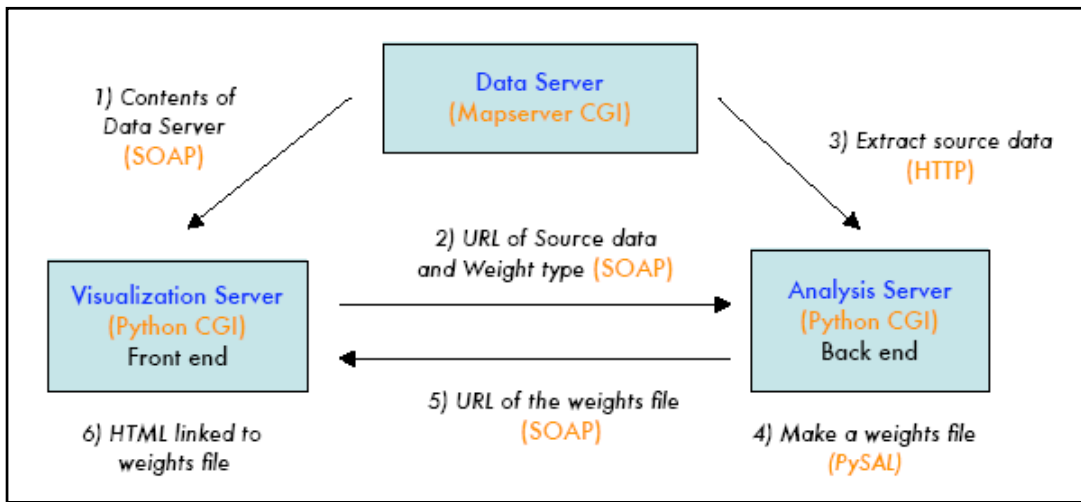 Data Server
(Mapserver CGI)
1) Contents of
Data Server
(SOAP)
3) Extract source data
(HTTP)
2) URL of Source data
and Weight type (SOAP)
Visualization Server
(Python CGI)
Front end
Analysis Server
(Python CGI)
Back end
5) URL of the weights file
(SOAP)
6) HTML linked to
weights file
4) Make a weights file
(PySAL)